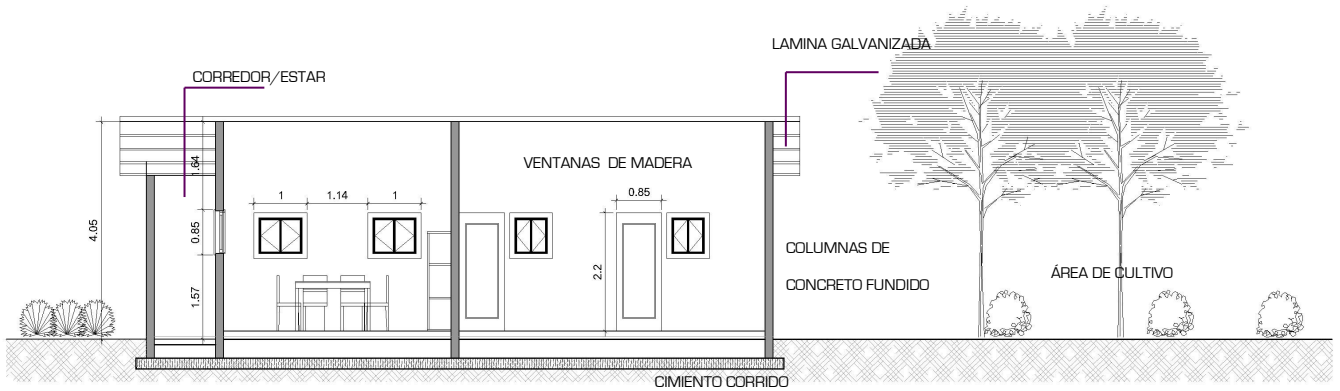 LAMINA GALVANIZADA
CORREDOR/ESTAR
1.64
VENTANAS DE MADERA
1 1.14 1
0.85
4.05
0.85
2.2
1.57
COLUMNAS DE
CONCRETO FUNDIDO
ÁREA DE CULTIVO
CIMIENTO CORRIDO